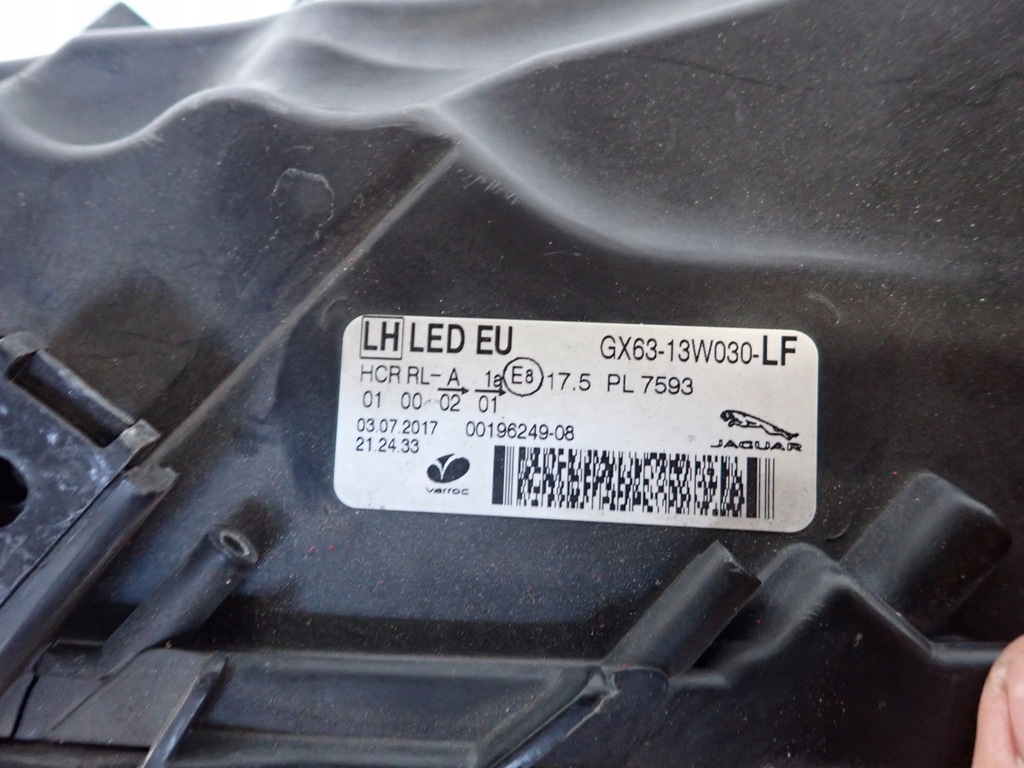 LH LED EU GX63-13W030-LF
HCR RL- A 1a E8 17.5 PL 7593
01 00 02 01
03.07.2017 00196249-08
21.24.33
JAGUAR
varroc